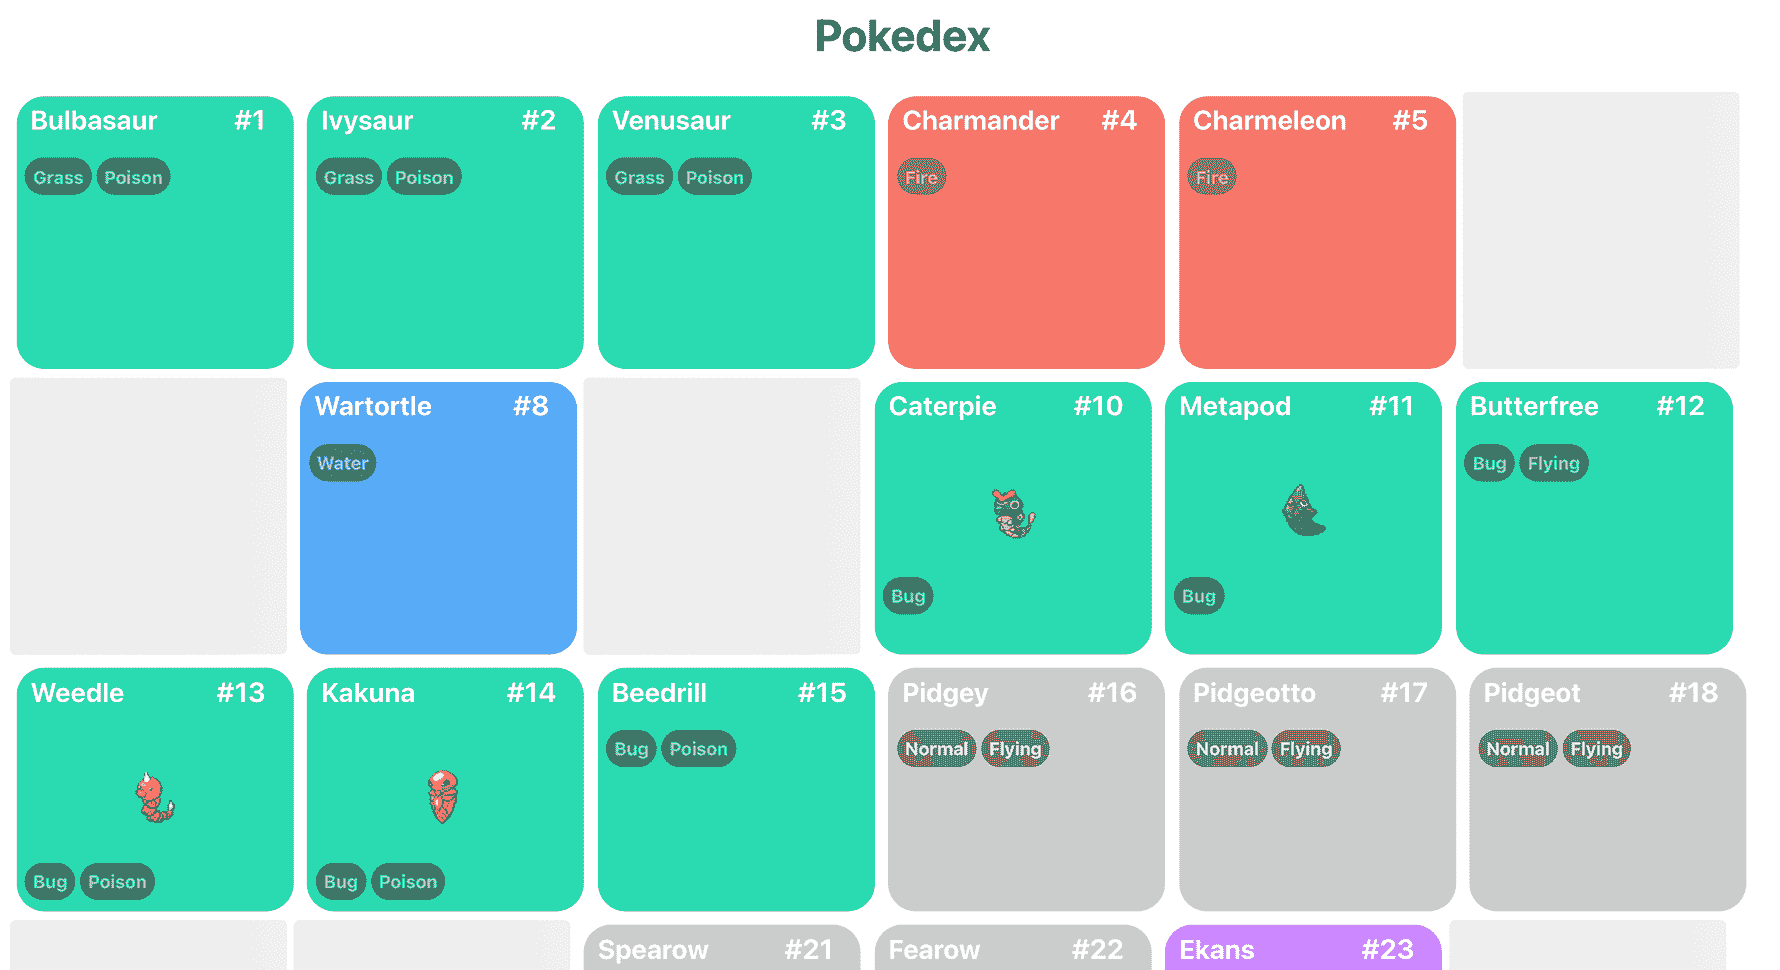 Pokedex
Bulbasaur #1
Grass Poison
Ivysaur #2
Grass Poison
Venusaur #3
Grass Poison
Charmander #4
Fire
Charmeleon #5
Fire
Wartortle #8
Water
Caterpie #10
Bug
Metapod #11
Bug
Butterfree #12
Bug Flying
Weedle #13
Bug Poison
Kakuna #14
Bug Poison
Beedrill #15
Bug Poison
Pidgey #16
Normal Flying
Pidgeotto #17
Normal Flying
Pidgeot #18
Normal Flying
Spearow #21
Fearow #22
Ekans #23